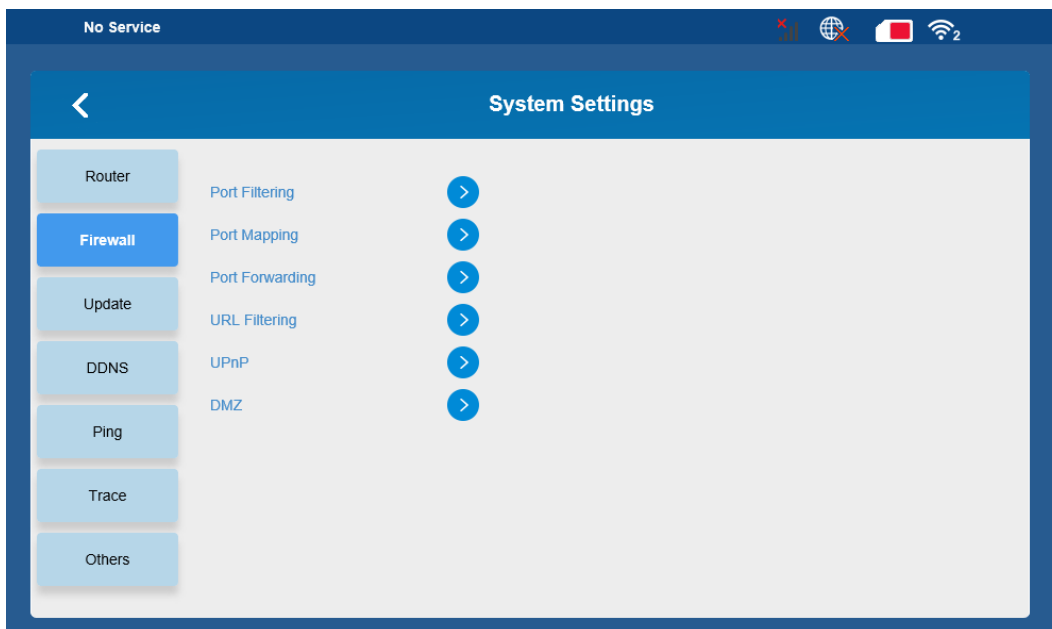 No Service
2
System Settings
Router
Firewall
Update
DDNS
Ping
Trace
Others
Port Filtering
Port Mapping
Port Forwarding
URL Filtering
UPnP
DMZ